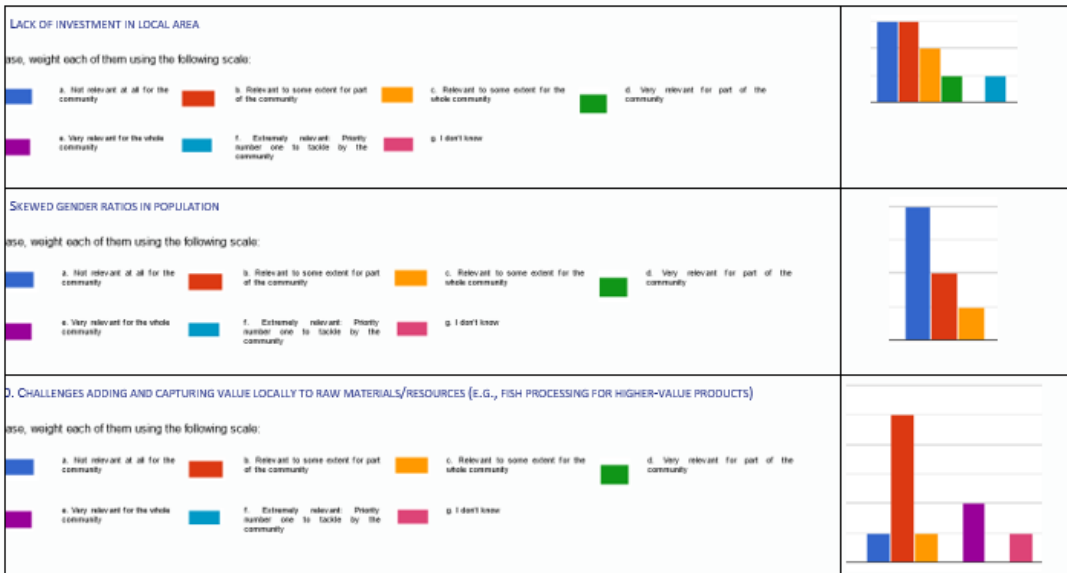 LACK OF INVESTMENT IN LOCAL AREA
ase, weight each of them using the following scale:
a. Not relevant at all for the community
b. Relevant to some extent for part of the community
c. Relevant to some extent for the whole community
d. Very relevant for part of the community
e. Very relevant for the whole community
f. Extremely relevant: Priority number one to tackle by the community
g. I don't know
SKEWED GENDER RATIOS IN POPULATION
ase, weight each of them using the following scale:
a. Not relevant at all for the community
b. Relevant to some extent for part of the community
c. Relevant to some extent for the whole community
d. Very relevant for part of the community
e. Very relevant for the whole community
f. Extremely relevant: Priority number one to tackle by the community
g. I don't know
0. CHALLENGES ADDING AND CAPTURING VALUE LOCALLY TO RAW MATERIALS/RESOURCES (E.G., FISH PROCESSING FOR HIGHER-VALUE PRODUCTS)
ase, weight each of them using the following scale:
a. Not relevant at all for the community
b. Relevant to some extent for part of the community
c. Relevant to some extent for the whole community
d. Very relevant for part of the community
e. Very relevant for the whole community
f. Extremely relevant: Priority number one to tackle by the community
g. I don't know